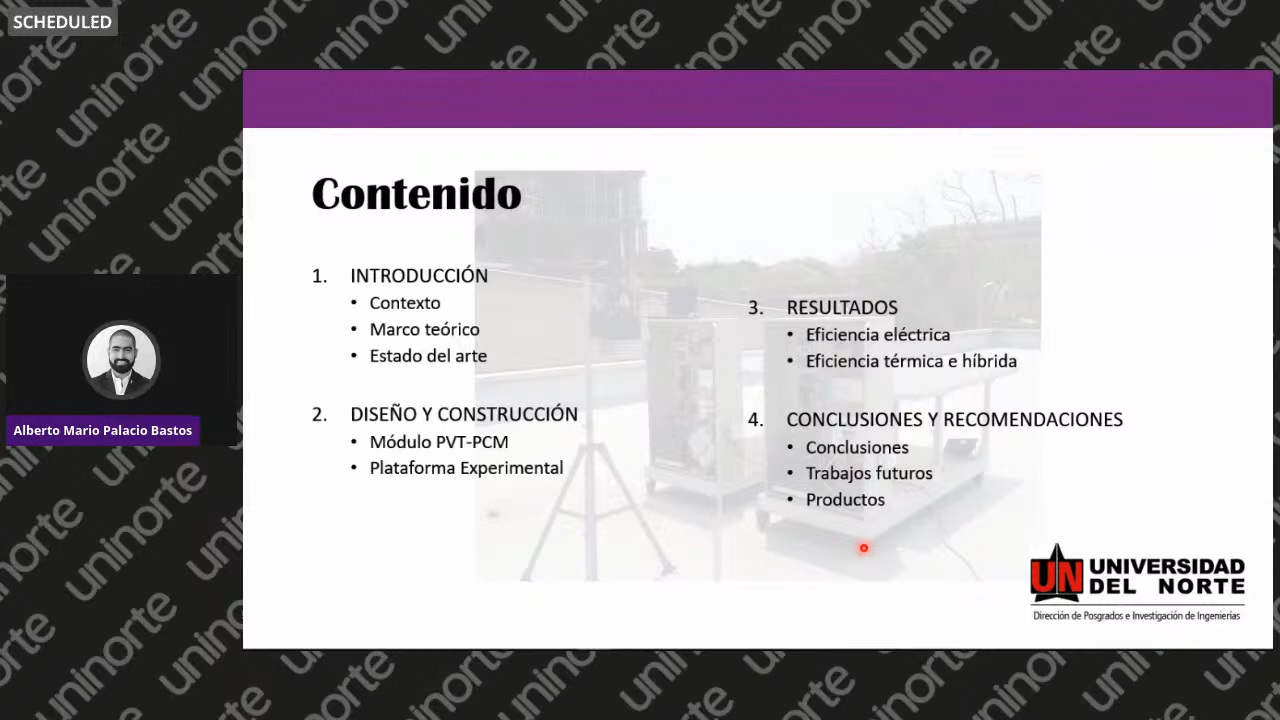 SCHEDULED
Contenido
1. INTRODUCCIÓN
• Contexto
• Marco teórico
• Estado del arte
2. DISEÑO Y CONSTRUCCIÓN
• Módulo PVT-PCM
• Plataforma Experimental
3. RESULTADOS
• Eficiencia eléctrica
• Eficiencia térmica e híbrida
4. CONCLUSIONES Y RECOMENDACIONES
• Conclusiones
• Trabajos futuros
• Productos
Alberto Mario Palacio Bastos
UN UNIVERSIDAD
DEL NORTE
Dirección de Posgrados e Investigación de Ingenierías
uninorte